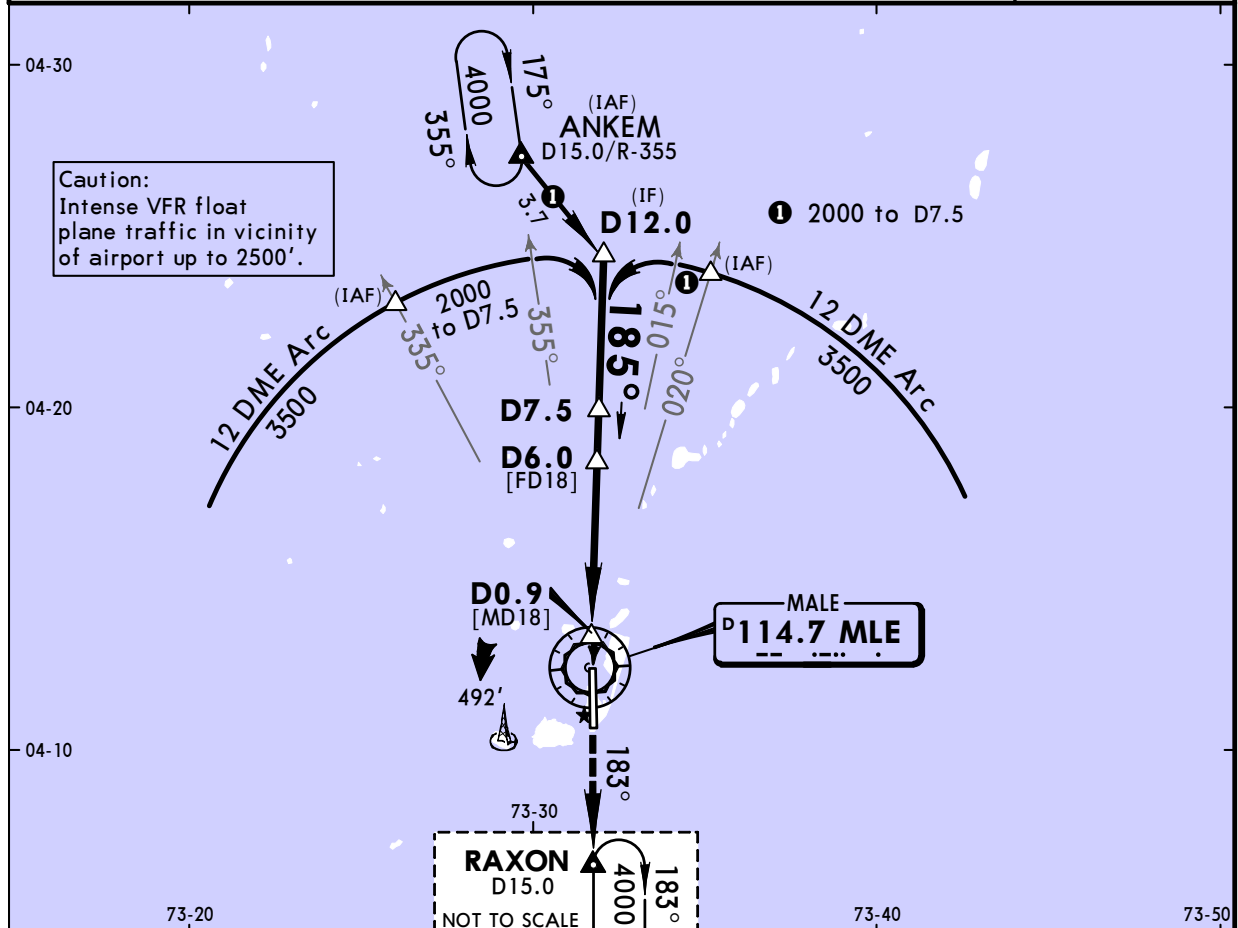 04-30
175°
4000
355°
(IAF)
ANKEM
D15.0/R-355
Caution:
Intense VFR float
plane traffic in vicinity
of airport up to 2500'.
3.7
1
(IF)
D12.0
1 2000 to D7.5
(IAF)
(IAF)
1
2000
to D7.5
12 DME Arc
3500
12 DME Arc
3500
335°
355°
185°
015°
020°
04-20
D7.5
D6.0
[FD18]
D0.9
[MD18]
MALE
D 114.7 MLE
492'
04-10
183°
73-30
RAXON
D15.0
NOT TO SCALE
4000
183°
73-20
73-40
73-50